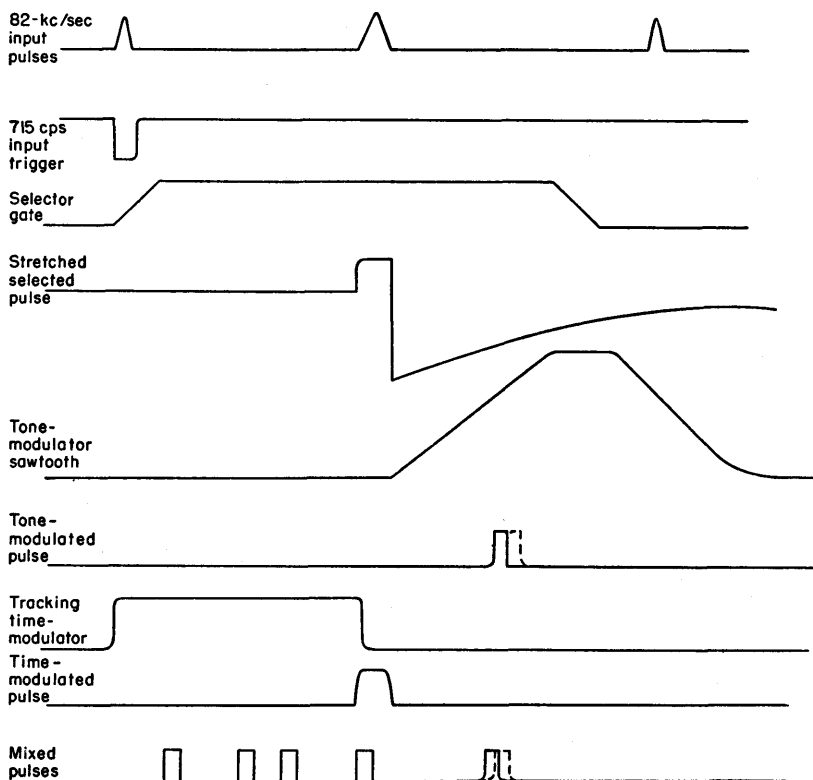 82-kc/sec
input
pulses
715 cps
input
trigger
Selector
gate
Stretched
selected
pulse
Tone-
modulator
sawtooth
Tone-
modulated
pulse
Tracking
time-
modulator
Time-
modulated
pulse
Mixed
pulses